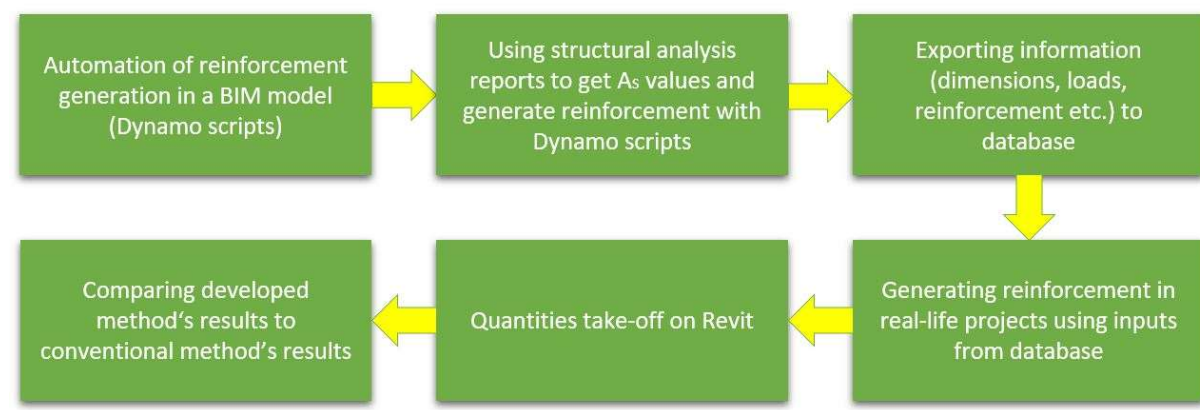 Automation of reinforcement
generation in a BIM model
(Dynamo scripts)
Using structural analysis
reports to get As values and
generate reinforcement with
Dynamo scripts
Exporting information
(dimensions, loads,
reinforcement etc.) to
database
Generating reinforcement in
real-life projects using inputs
from database
Quantities take-off on Revit
Comparing developed
method‘s results to
conventional method’s results